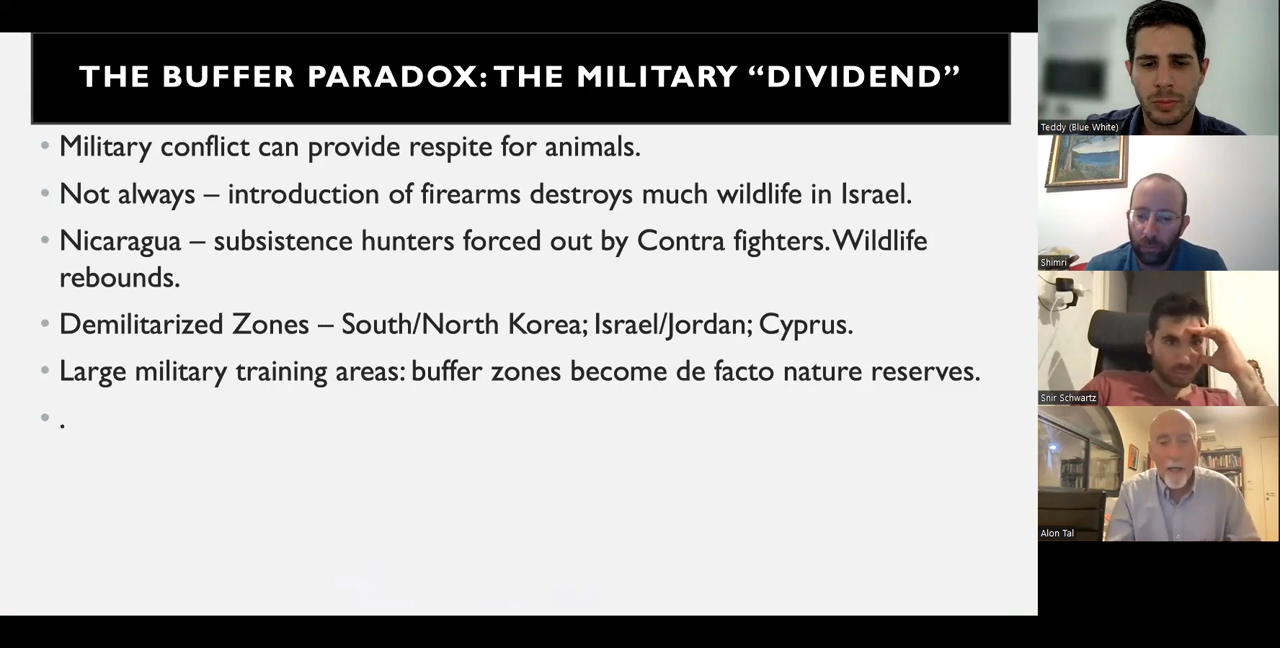 THE BUFFER PARADOX: THE MILITARY “DIVIDEND”
• Military conflict can provide respite for animals.
• Not always – introduction of firearms destroys much wildlife in Israel.
• Nicaragua – subsistence hunters forced out by Contra fighters. Wildlife
rebounds.
• Demilitarized Zones – South/North Korea; Israel/Jordan; Cyprus.
• Large military training areas: buffer zones become de facto nature reserves.
• .
Teddy (Blue White)
Shimri
Snir Schwartz
Alon Tal